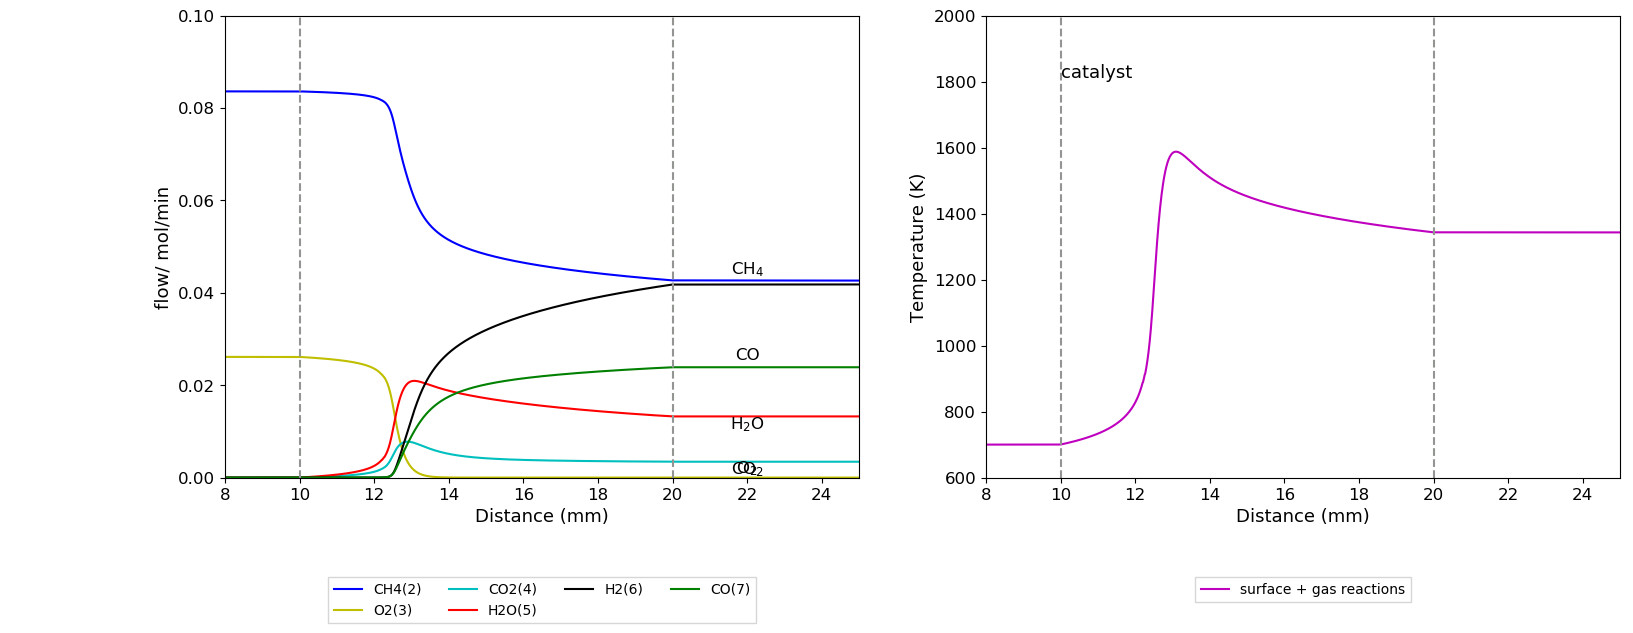 0.10
0.08
0.06
0.04
0.02
0.00
flow/ mol/min
8 10 12 14 16 18 20 22 24
Distance (mm)
CH₄
CO
H₂O
CO₂
O₂
CH4(2) CO2(4) H2(6) CO(7)
O2(3) H2O(5)
2000
1800
1600
1400
1200
1000
800
600
Temperature (K)
catalyst
8 10 12 14 16 18 20 22 24
Distance (mm)
surface + gas reactions